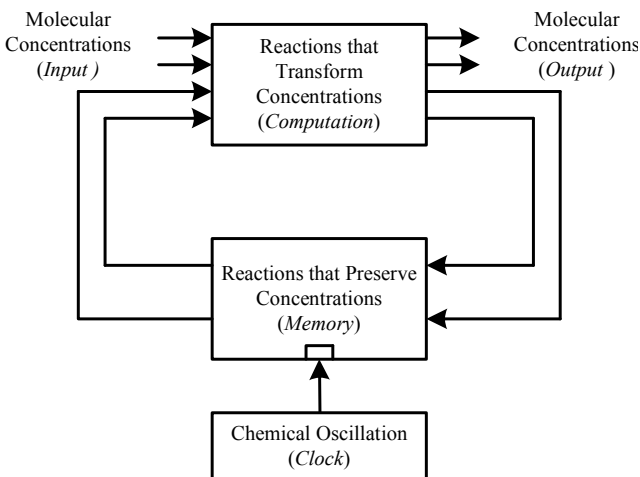 Molecular
Concentrations
(Input )
Reactions that
Transform
Concentrations
(Computation)
Molecular
Concentrations
(Output )
Reactions that Preserve
Concentrations
(Memory)
Chemical Oscillation
(Clock)